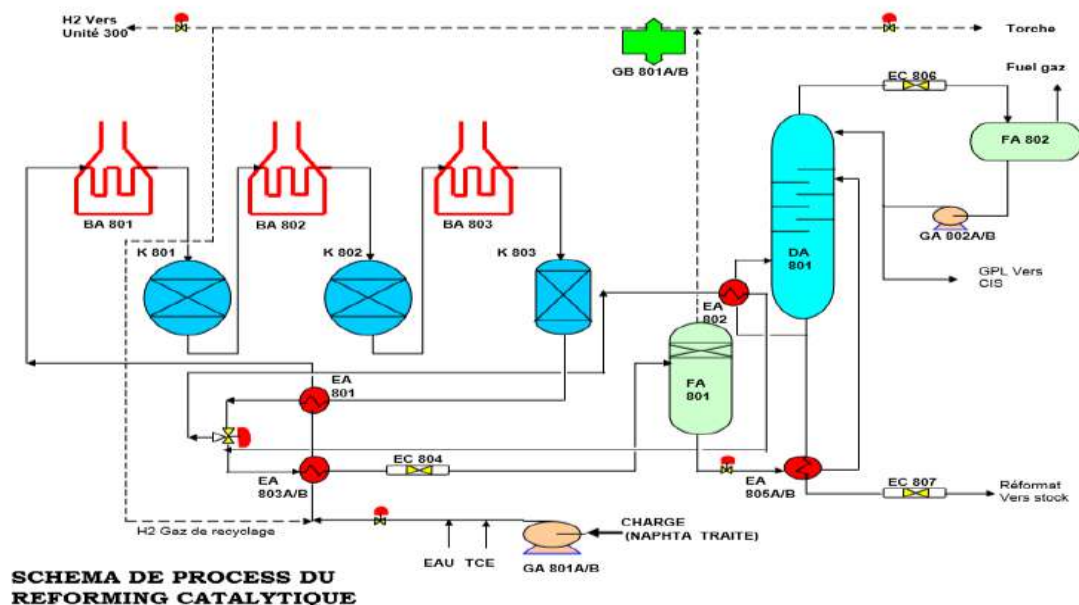 H2 Vers
Unité 300
Torche
GB 801A/B
EC 806
Fuel gaz
FA 802
BA 801
BA 802
BA 803
GA 802A/B
K 801
K 802
K 803
DA
801
GPL Vers
CIS
EA
802
EA
801
FA
801
EC 804
EA
803A/B
EA
805A/B
EC 807
Réformat
Vers stock
H2 Gaz de recyclage
CHARGE
(NAPHTA TRAITE)
EAU TCE
GA 801A/B
SCHEMA DE PROCESS DU
REFORMING CATALYTIQUE